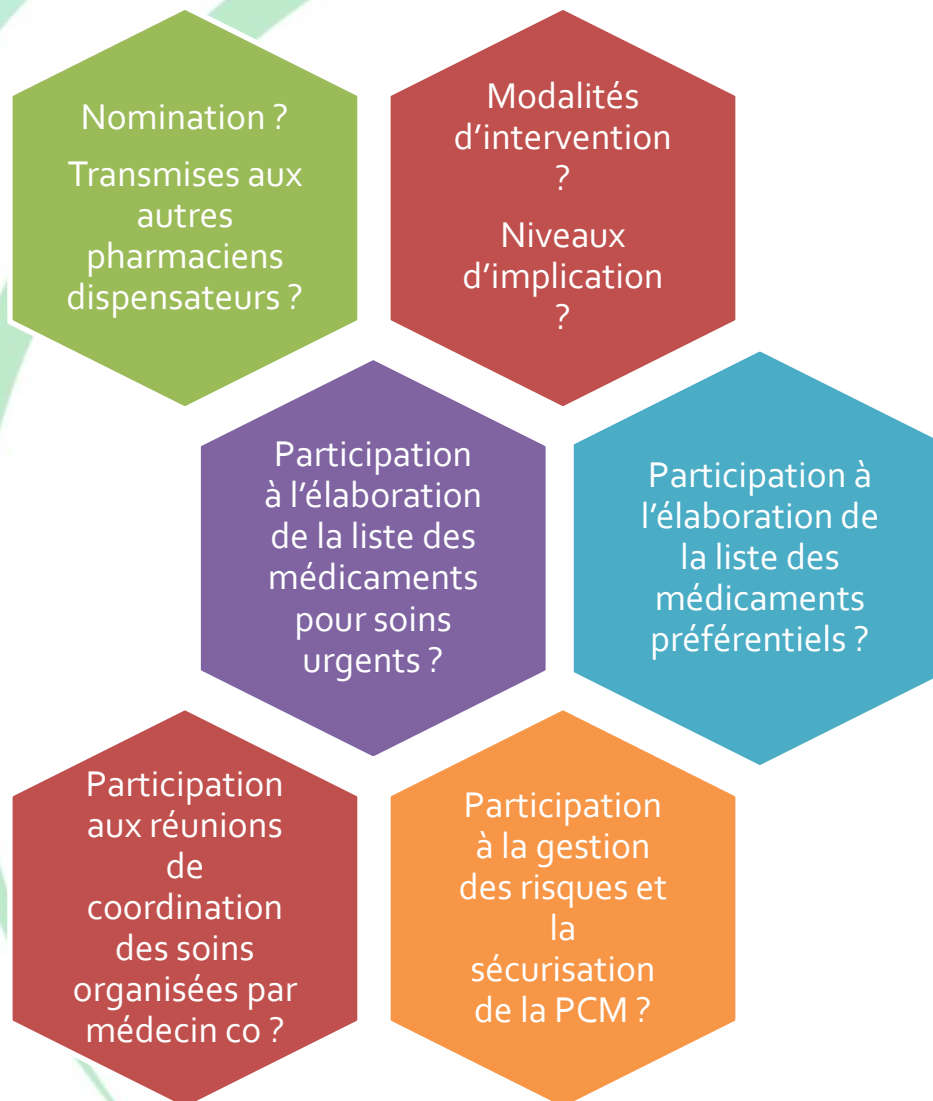 Nomination ?
Transmises aux
autres
pharmaciens
dispensateurs ?
Modalités
d’intervention
?
Niveaux
d’implication
?
Participation
à l’élaboration
de la liste des
médicaments
pour soins
urgents ?
Participation à
l’élaboration de
la liste des
médicaments
préférentiels ?
Participation
aux réunions
de
coordination
des soins
organisées par
médecin co ?
Participation
à la gestion
des risques et
la
sécurisation
de la PCM ?